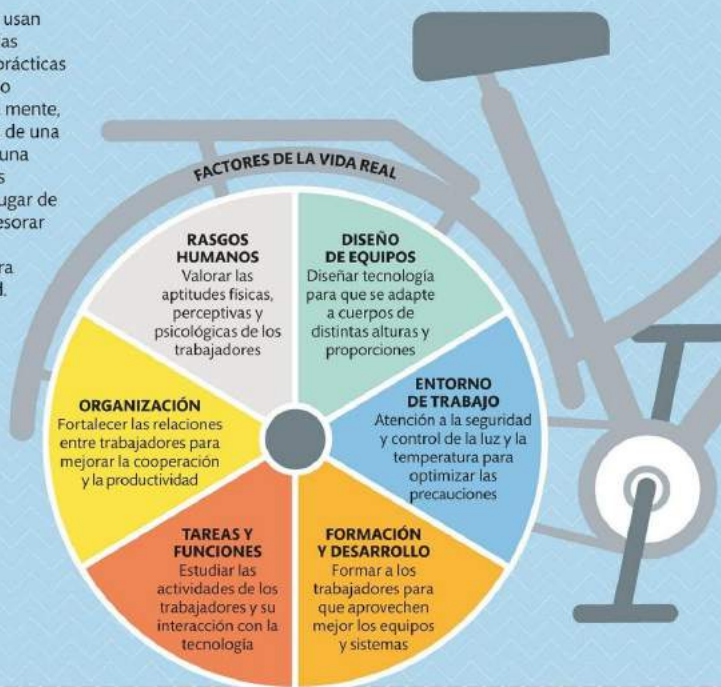 usan
as
prácticas
o
mente,
de una
una
s
ugar de
esorar
ra
d.
FACTORES DE LA VIDA REAL
RASGOS
HUMANOS
Valorar las
aptitudes físicas,
perceptivas y
psicológicas de los
trabajadores
DISEÑO
DE EQUIPOS
Diseñar tecnología
para que se adapte
a cuerpos de
distintas alturas y
proporciones
ENTORNO
DE TRABAJO
Atención a la seguridad
y control de la luz y la
temperatura para
optimizar las
precauciones
FORMACIÓN
Y DESARROLLO
Formar a los
trabajadores para
que aprovechen
mejor los equipos
y sistemas
TAREAS Y
FUNCIONES
Estudiar las
actividades de los
trabajadores y su
interacción con la
tecnología
ORGANIZACIÓN
Fortalecer las relaciones
entre trabajadores para
mejorar la cooperación
y la productividad